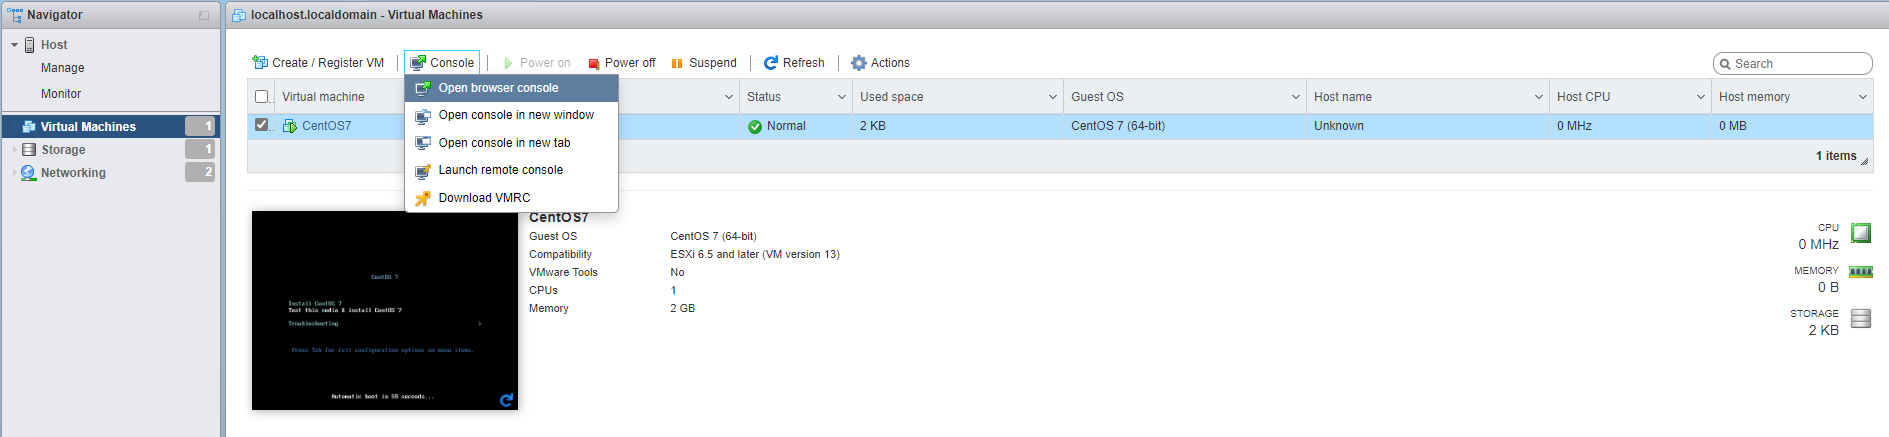 Navigator
localhost.localdomain - Virtual Machines
Host
Manage
Monitor
Virtual Machines 1
Storage 1
Networking 2
Create / Register VM Console Power on Power off Suspend Refresh Actions Search
Virtual machine Status Used space Guest OS Host name Host CPU Host memory
CentOS7 Normal 2 KB CentOS 7 (64-bit) Unknown 0 MHz 0 MB
1 items
Open browser console
Open console in new window
Open console in new tab
Launch remote console
Download VMRC
CentOS 7
Install CentOS 7
Test this media & install CentOS 7
Troubleshooting >
Press Tab for full configuration options on menu items.
Automatic boot in 59 seconds...
CentOS7
Guest OS CentOS 7 (64-bit)
Compatibility ESXi 6.5 and later (VM version 13)
VMware Tools No
CPUs 1
Memory 2 GB
CPU
0 MHz
MEMORY
0 B
STORAGE
2 KB